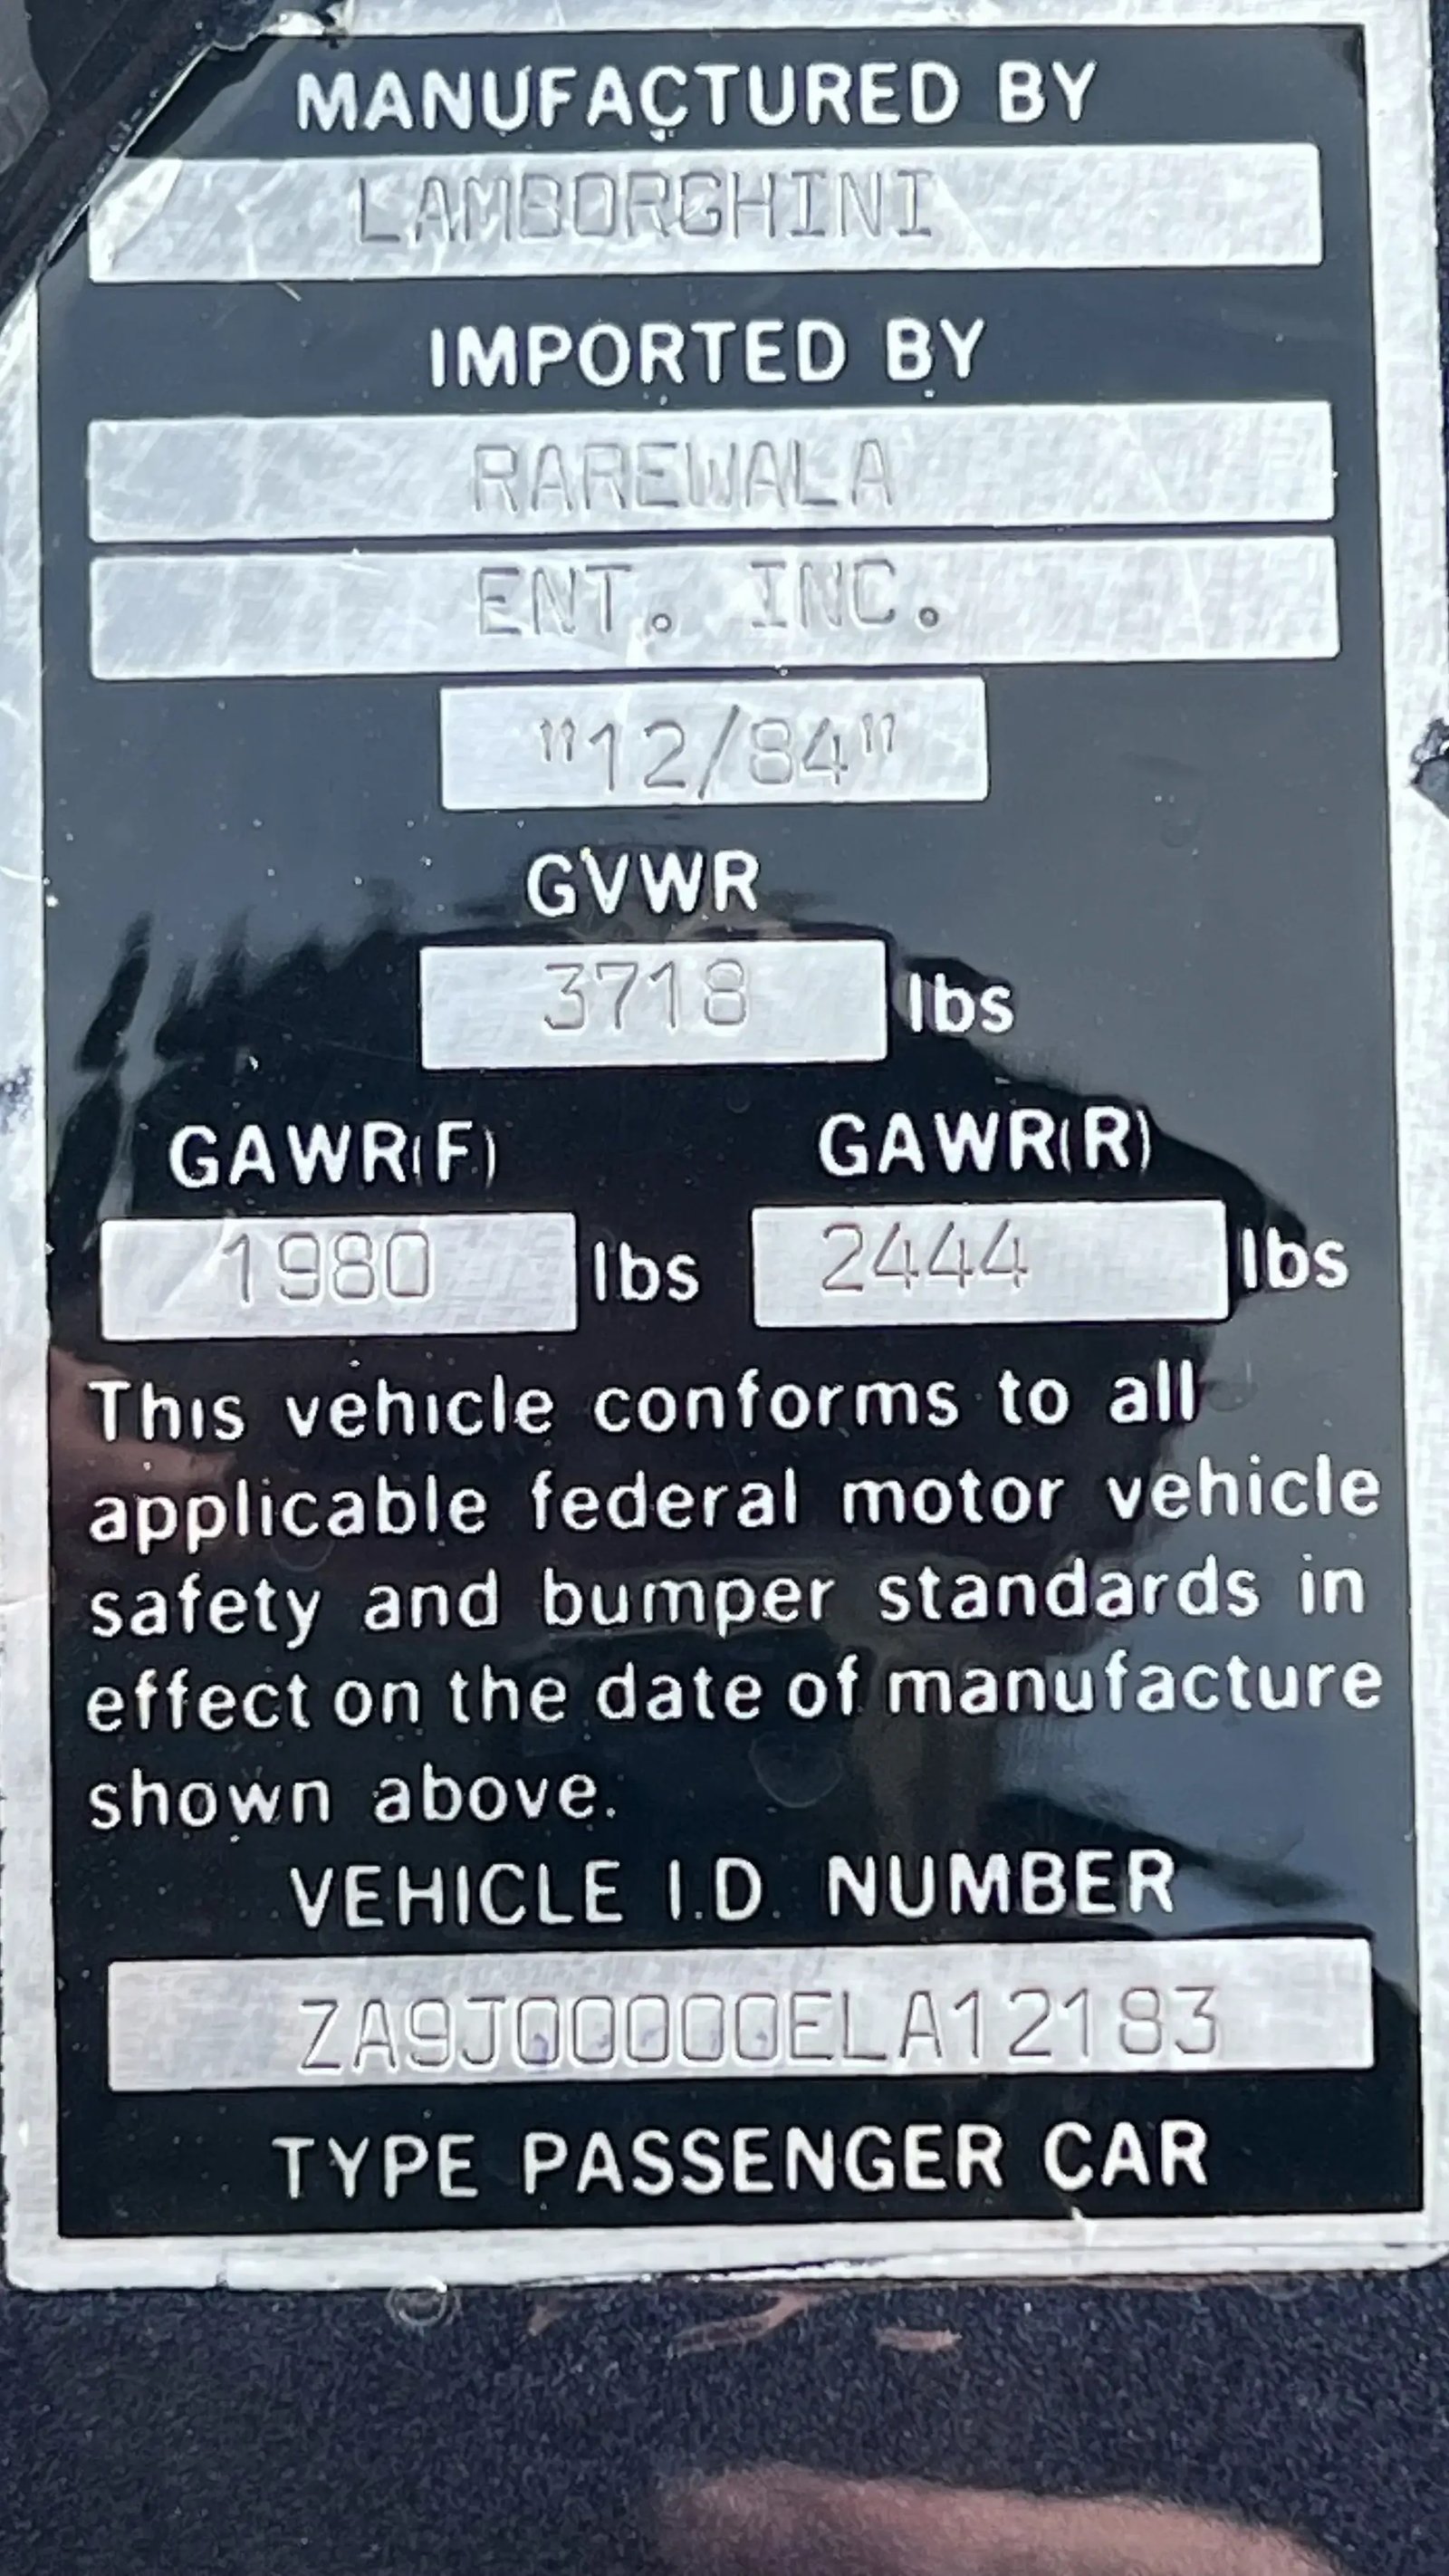 MANUFACTURED BY
LAMBORGHINI
IMPORTED BY
RAREWALA
ENT. INC.
"12/84"
GVWR
3718 lbs
GAWR(F) GAWR(R)
1980 lbs 2444 lbs
This vehicle conforms to all
applicable federal motor vehicle
safety and bumper standards in
effect on the date of manufacture
shown above.
VEHICLE I.D. NUMBER
ZA9J00000ELA12183
TYPE PASSENGER CAR